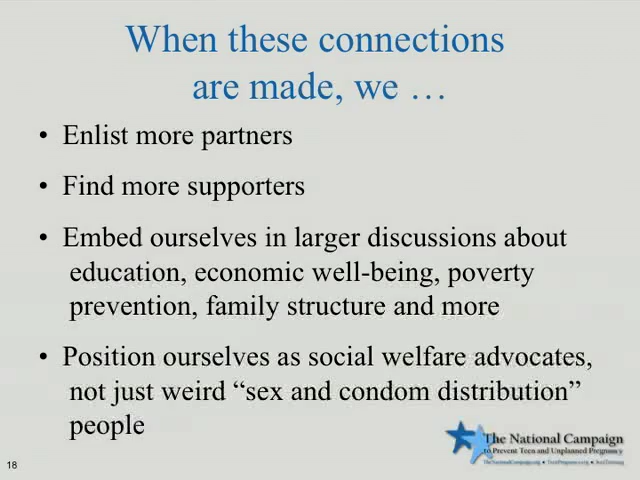 When these connections
are made, we …
• Enlist more partners
• Find more supporters
• Embed ourselves in larger discussions about
education, economic well-being, poverty
prevention, family structure and more
• Position ourselves as social welfare advocates,
not just weird “sex and condom distribution”
people
The National Campaign
to Prevent Teen and Unplanned Pregnancy
18